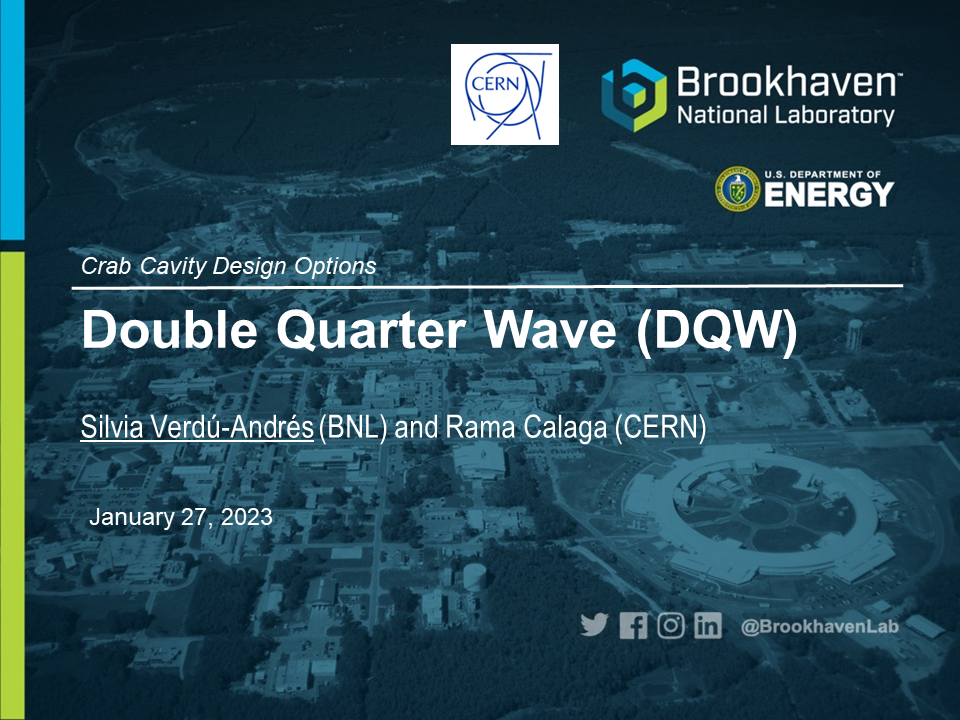 CERN
Brookhaven™
National Laboratory
U.S. DEPARTMENT OF
ENERGY
Crab Cavity Design Options
Double Quarter Wave (DQW)
Silvia Verdú-Andrés (BNL) and Rama Calaga (CERN)
January 27, 2023
@BrookhavenLab